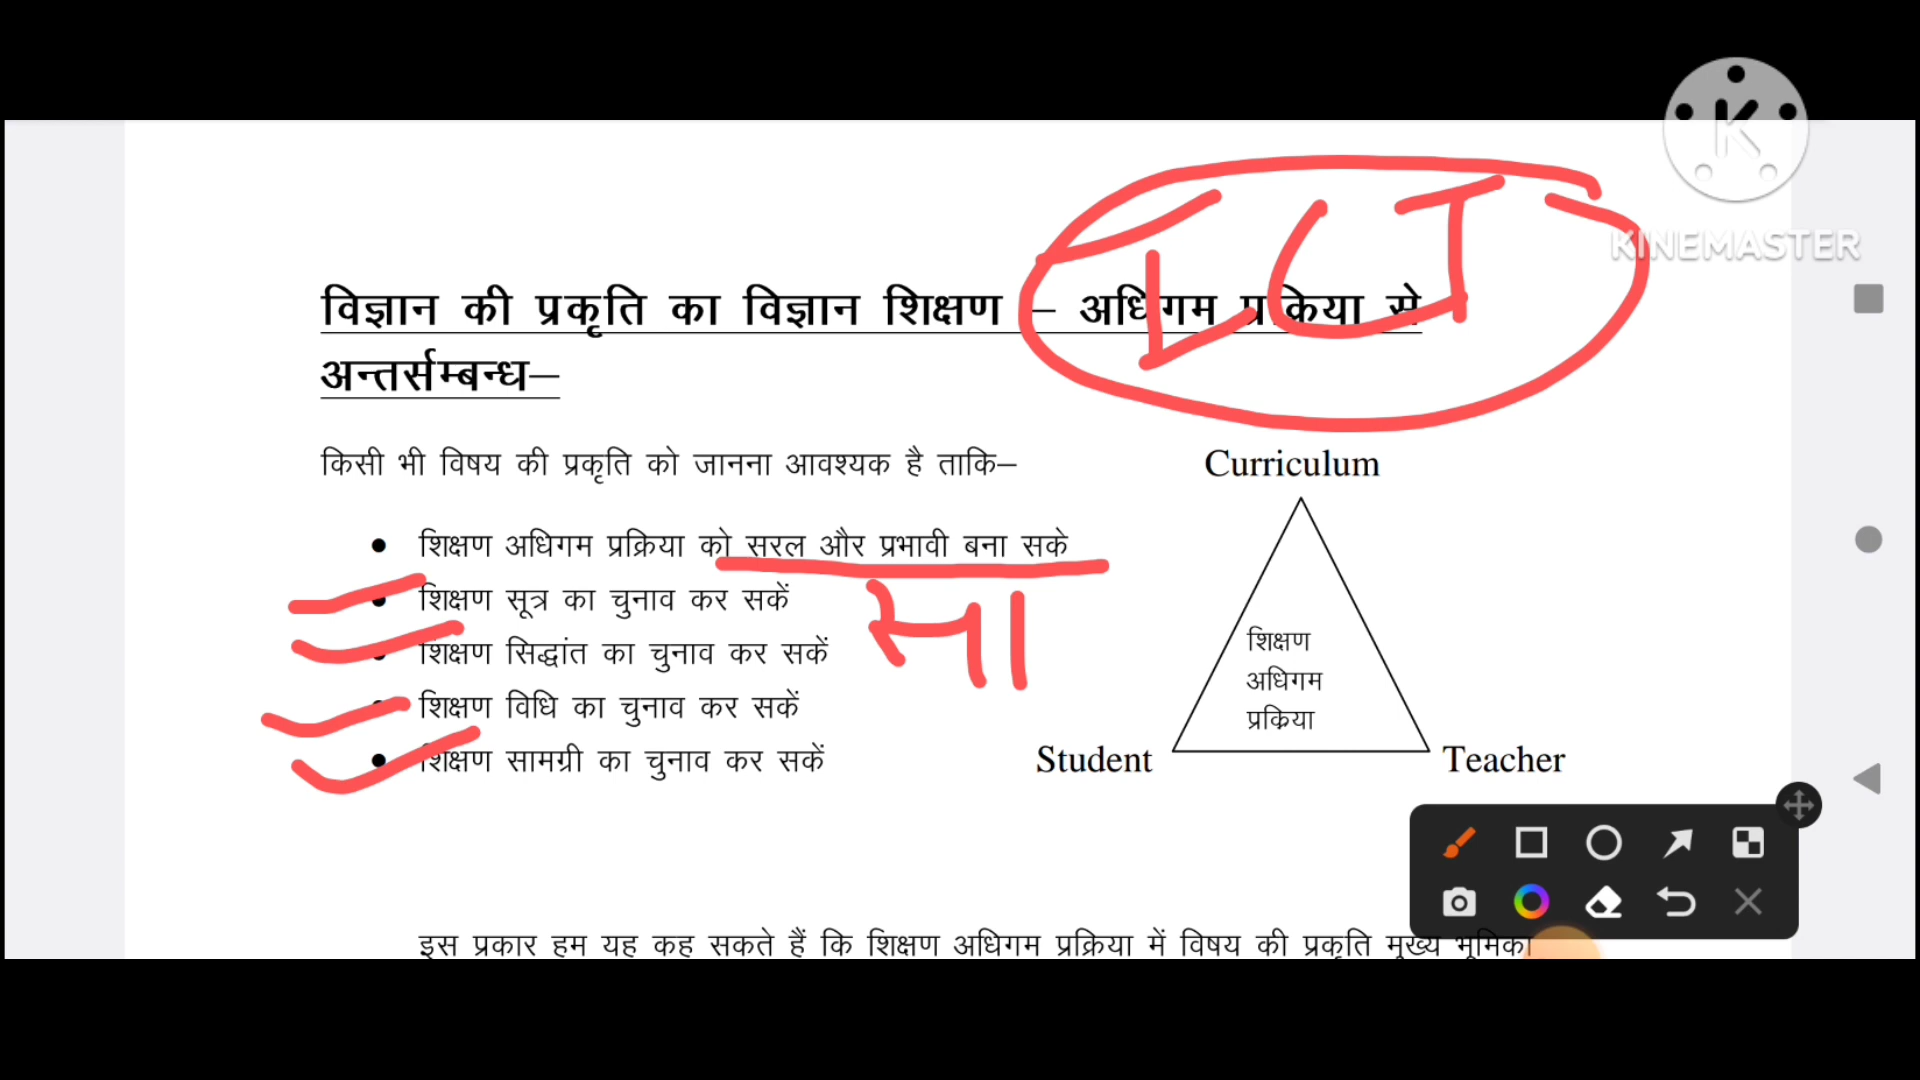 KINEMASTER
LCT
विज्ञान की प्रकृति का विज्ञान शिक्षण – अधिगम प्रक्रिया से
अन्तर्सम्बन्ध–
किसी भी विषय की प्रकृति को जानना आवश्यक है ताकि–
Curriculum
• शिक्षण अधिगम प्रक्रिया को सरल और प्रभावी बना सके
• शिक्षण सूत्र का चुनाव कर सकें
• शिक्षण सिद्धांत का चुनाव कर सकें
• शिक्षण विधि का चुनाव कर सकें
• शिक्षण सामग्री का चुनाव कर सकें
शिक्षण
अधिगम
प्रक्रिया
Student
Teacher
इस प्रकार हम यह कह सकते हैं कि शिक्षण अधिगम प्रक्रिया में विषय की प्रकृति मुख्य भूमिका